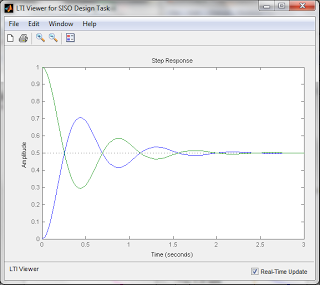 LTI Viewer for SISO Design Task
File Edit Window Help
Step Response
1
0.9
0.8
0.7
0.6
0.5
0.4
0.3
0.2
0.1
0
Amplitude
0 0.5 1 1.5 2 2.5 3
Time (seconds)
LTI Viewer
Real-Time Update